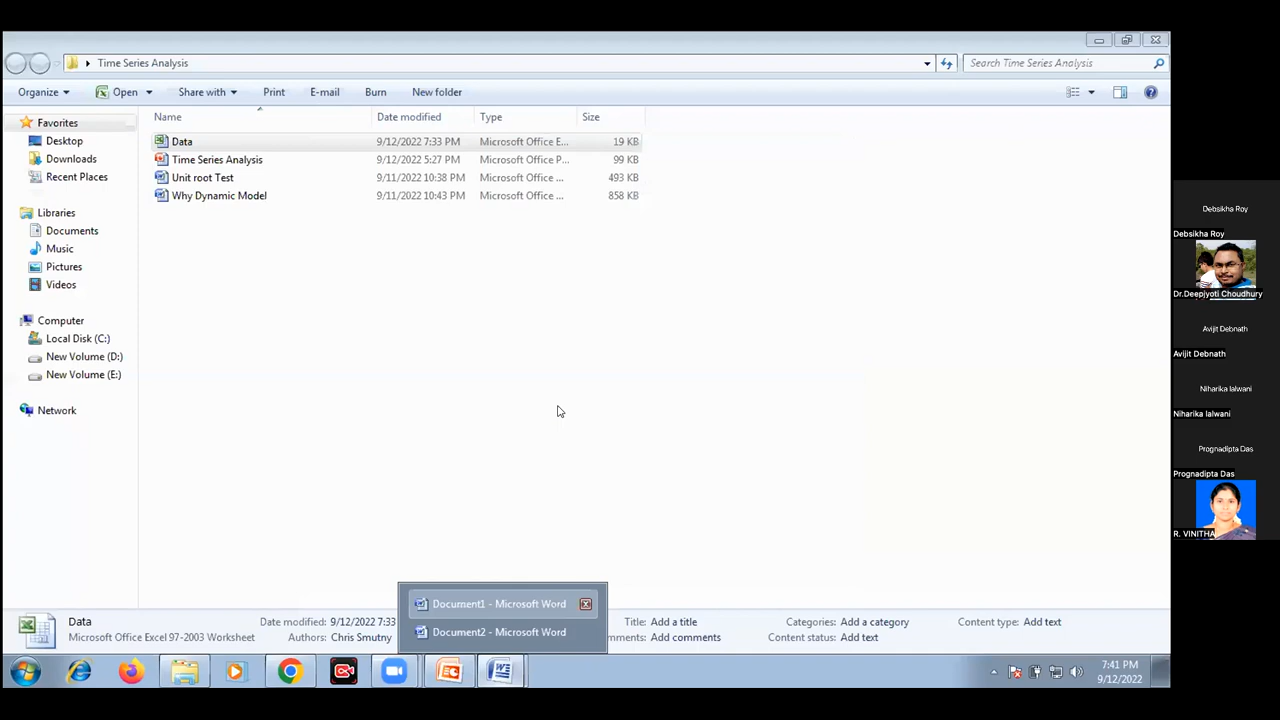 Time Series Analysis
Search Time Series Analysis
Organize Open Share with Print E-mail Burn New folder
Name Date modified Type Size
Favorites
Desktop
Downloads
Recent Places
Libraries
Documents
Music
Pictures
Videos
Computer
Local Disk (C:)
New Volume (D:)
New Volume (E:)
Network
Data 9/12/2022 7:33 PM Microsoft Office E... 19 KB
Time Series Analysis 9/12/2022 5:27 PM Microsoft Office P... 99 KB
Unit root Test 9/11/2022 10:38 PM Microsoft Office ... 493 KB
Why Dynamic Model 9/11/2022 10:43 PM Microsoft Office ... 858 KB
Debsikha Roy
Debsikha Roy
Dr.Deepjyoti Choudhury
Avijit Debnath
Avijit Debnath
Niharika lalwani
Niharika lalwani
Prognadipta Das
Prognadipta Das
R. VINITHA
Document1 - Microsoft Word
Document2 - Microsoft Word
Data Date modified: 9/12/2022 7:33 Title: Add a title Categories: Add a category Content type: Add text
Microsoft Office Excel 97-2003 Worksheet Authors: Chris Smutny mments: Add comments Content status: Add text
7:41 PM
9/12/2022